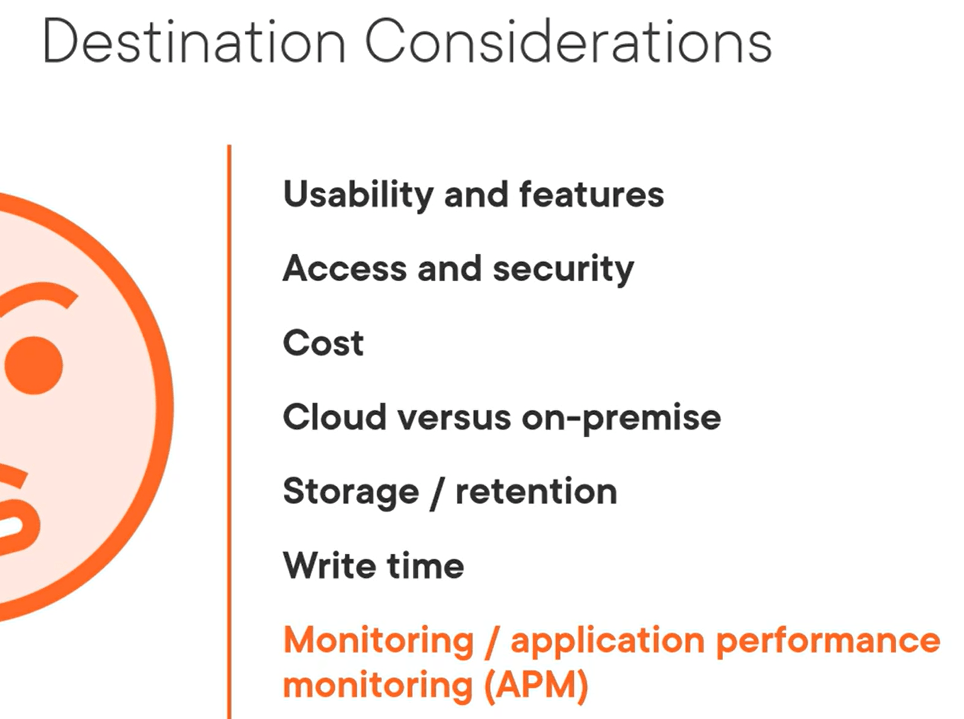 Destination Considerations
Usability and features
Access and security
Cost
Cloud versus on-premise
Storage / retention
Write time
Monitoring / application performance
monitoring (APM)